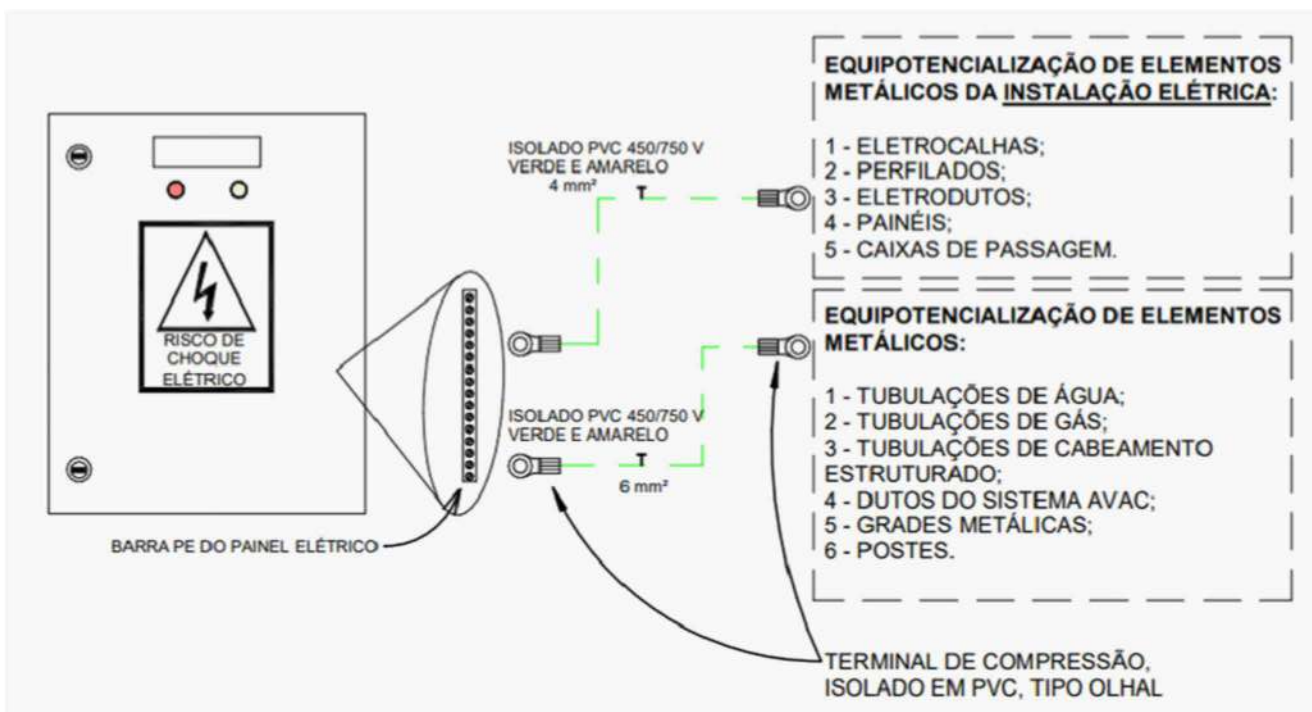 RISCO DE
CHOQUE
ELÉTRICO
BARRA PE DO PAINEL ELÉTRICO
ISOLADO PVC 450/750 V
VERDE E AMARELO
4 mm²
T
ISOLADO PVC 450/750 V
VERDE E AMARELO
T
6 mm²
EQUIPOTENCIALIZAÇÃO DE ELEMENTOS
METÁLICOS DA INSTALAÇÃO ELÉTRICA:
1 - ELETROCALHAS;
2 - PERFILADOS;
3 - ELETRODUTOS;
4 - PAINÉIS;
5 - CAIXAS DE PASSAGEM.
EQUIPOTENCIALIZAÇÃO DE ELEMENTOS
METÁLICOS:
1 - TUBULAÇÕES DE ÁGUA;
2 - TUBULAÇÕES DE GÁS;
3 - TUBULAÇÕES DE CABEAMENTO
ESTRUTURADO;
4 - DUTOS DO SISTEMA AVAC;
5 - GRADES METÁLICAS;
6 - POSTES.
TERMINAL DE COMPRESSÃO,
ISOLADO EM PVC, TIPO OLHAL